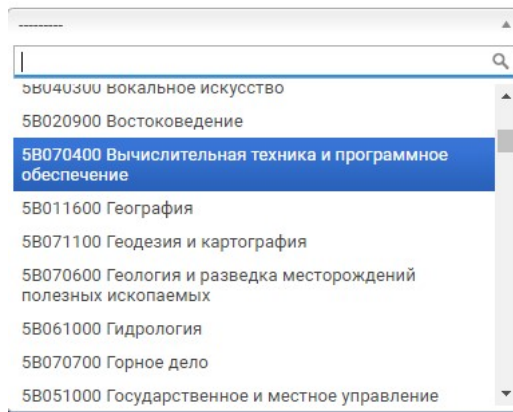 ---------
5B040300 Вокальное искусство
5B020900 Востоковедение
5B070400 Вычислительная техника и программное
обеспечение
5B011600 География
5B071100 Геодезия и картография
5B070600 Геология и разведка месторождений
полезных ископаемых
5B061000 Гидрология
5B070700 Горное дело
5B051000 Государственное и местное управление